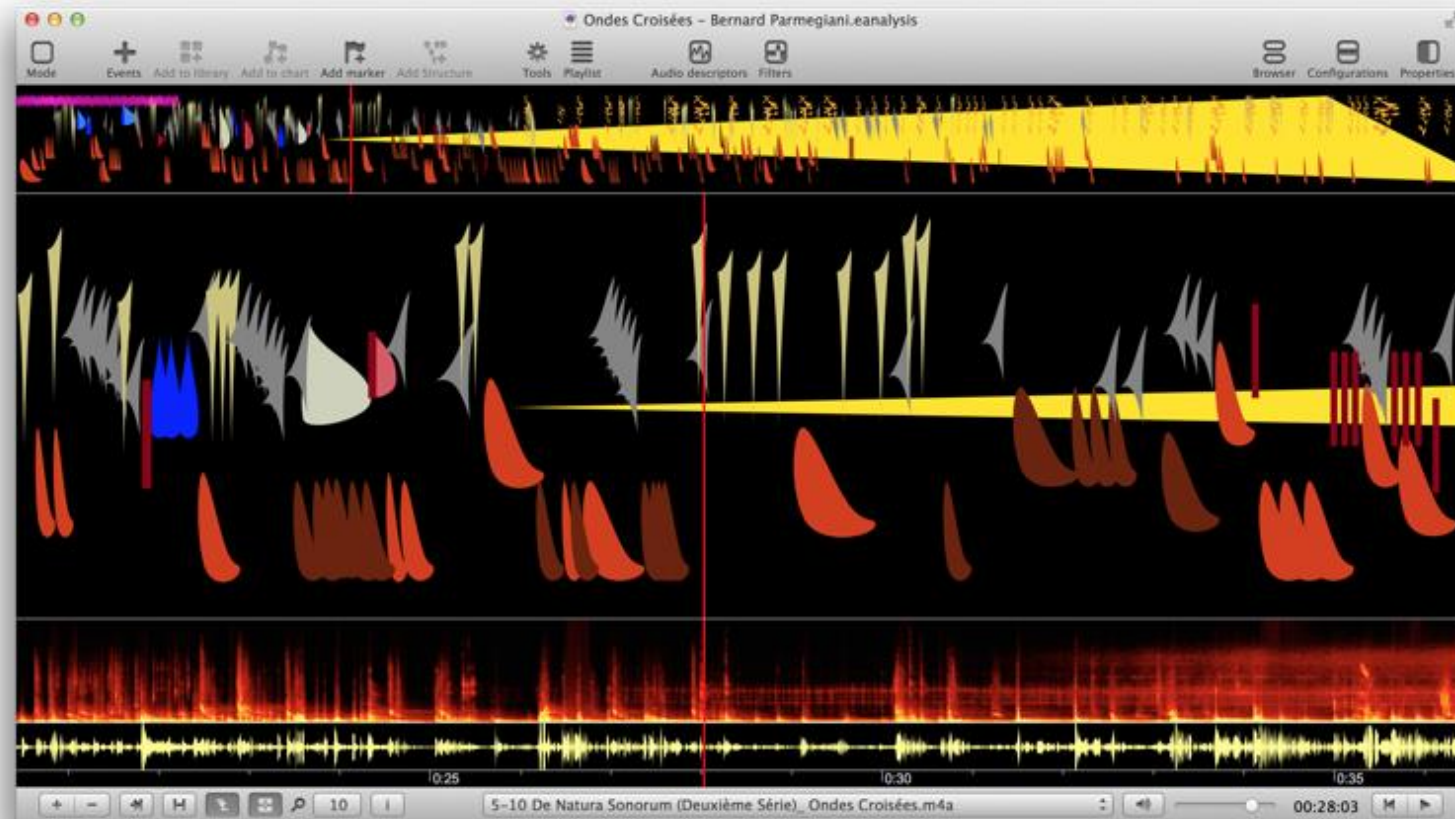 Ondes Croisées – Bernard Parmegiani.eanalysis
Mode Events Add to library Add to chart Add marker Add Structure Tools Playlist Audio descriptors Filters Browser Configurations Properties
0:25 0:30 0:35
+ – 10 i 5-10 De Natura Sonorum (Deuxième Série)_ Ondes Croisées.m4a 00:28:03